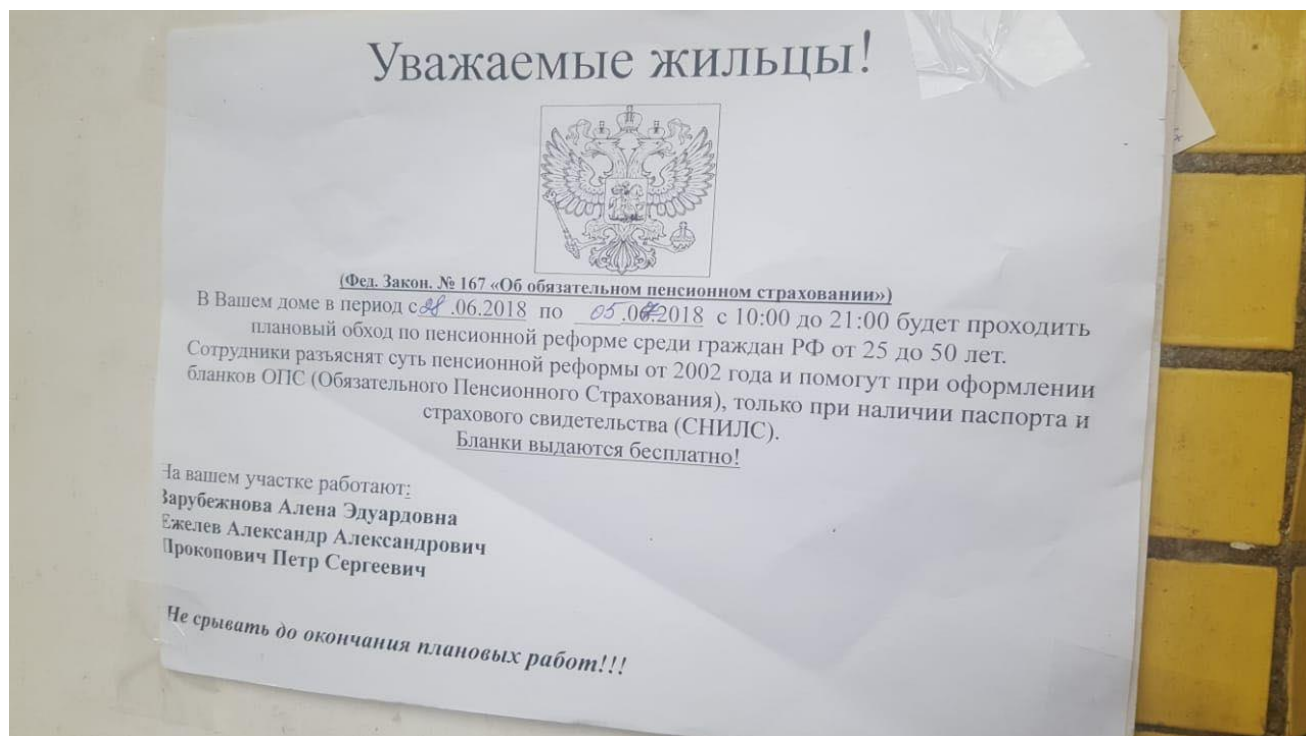 Уважаемые жильцы!
(Фед. Закон. № 167 «Об обязательном пенсионном страховании»)
В Вашем доме в период с 28.06.2018 по 05.07.2018 с 10:00 до 21:00 будет проходить
плановый обход по пенсионной реформе среди граждан РФ от 25 до 50 лет.
Сотрудники разъяснят суть пенсионной реформы от 2002 года и помогут при оформлении
бланков ОПС (Обязательного Пенсионного Страхования), только при наличии паспорта и
страхового свидетельства (СНИЛС).
Бланки выдаются бесплатно!
На вашем участке работают:
Зарубежнова Алена Эдуардовна
Ежелев Александр Александрович
Прокопович Петр Сергеевич
Не срывать до окончания плановых работ!!!